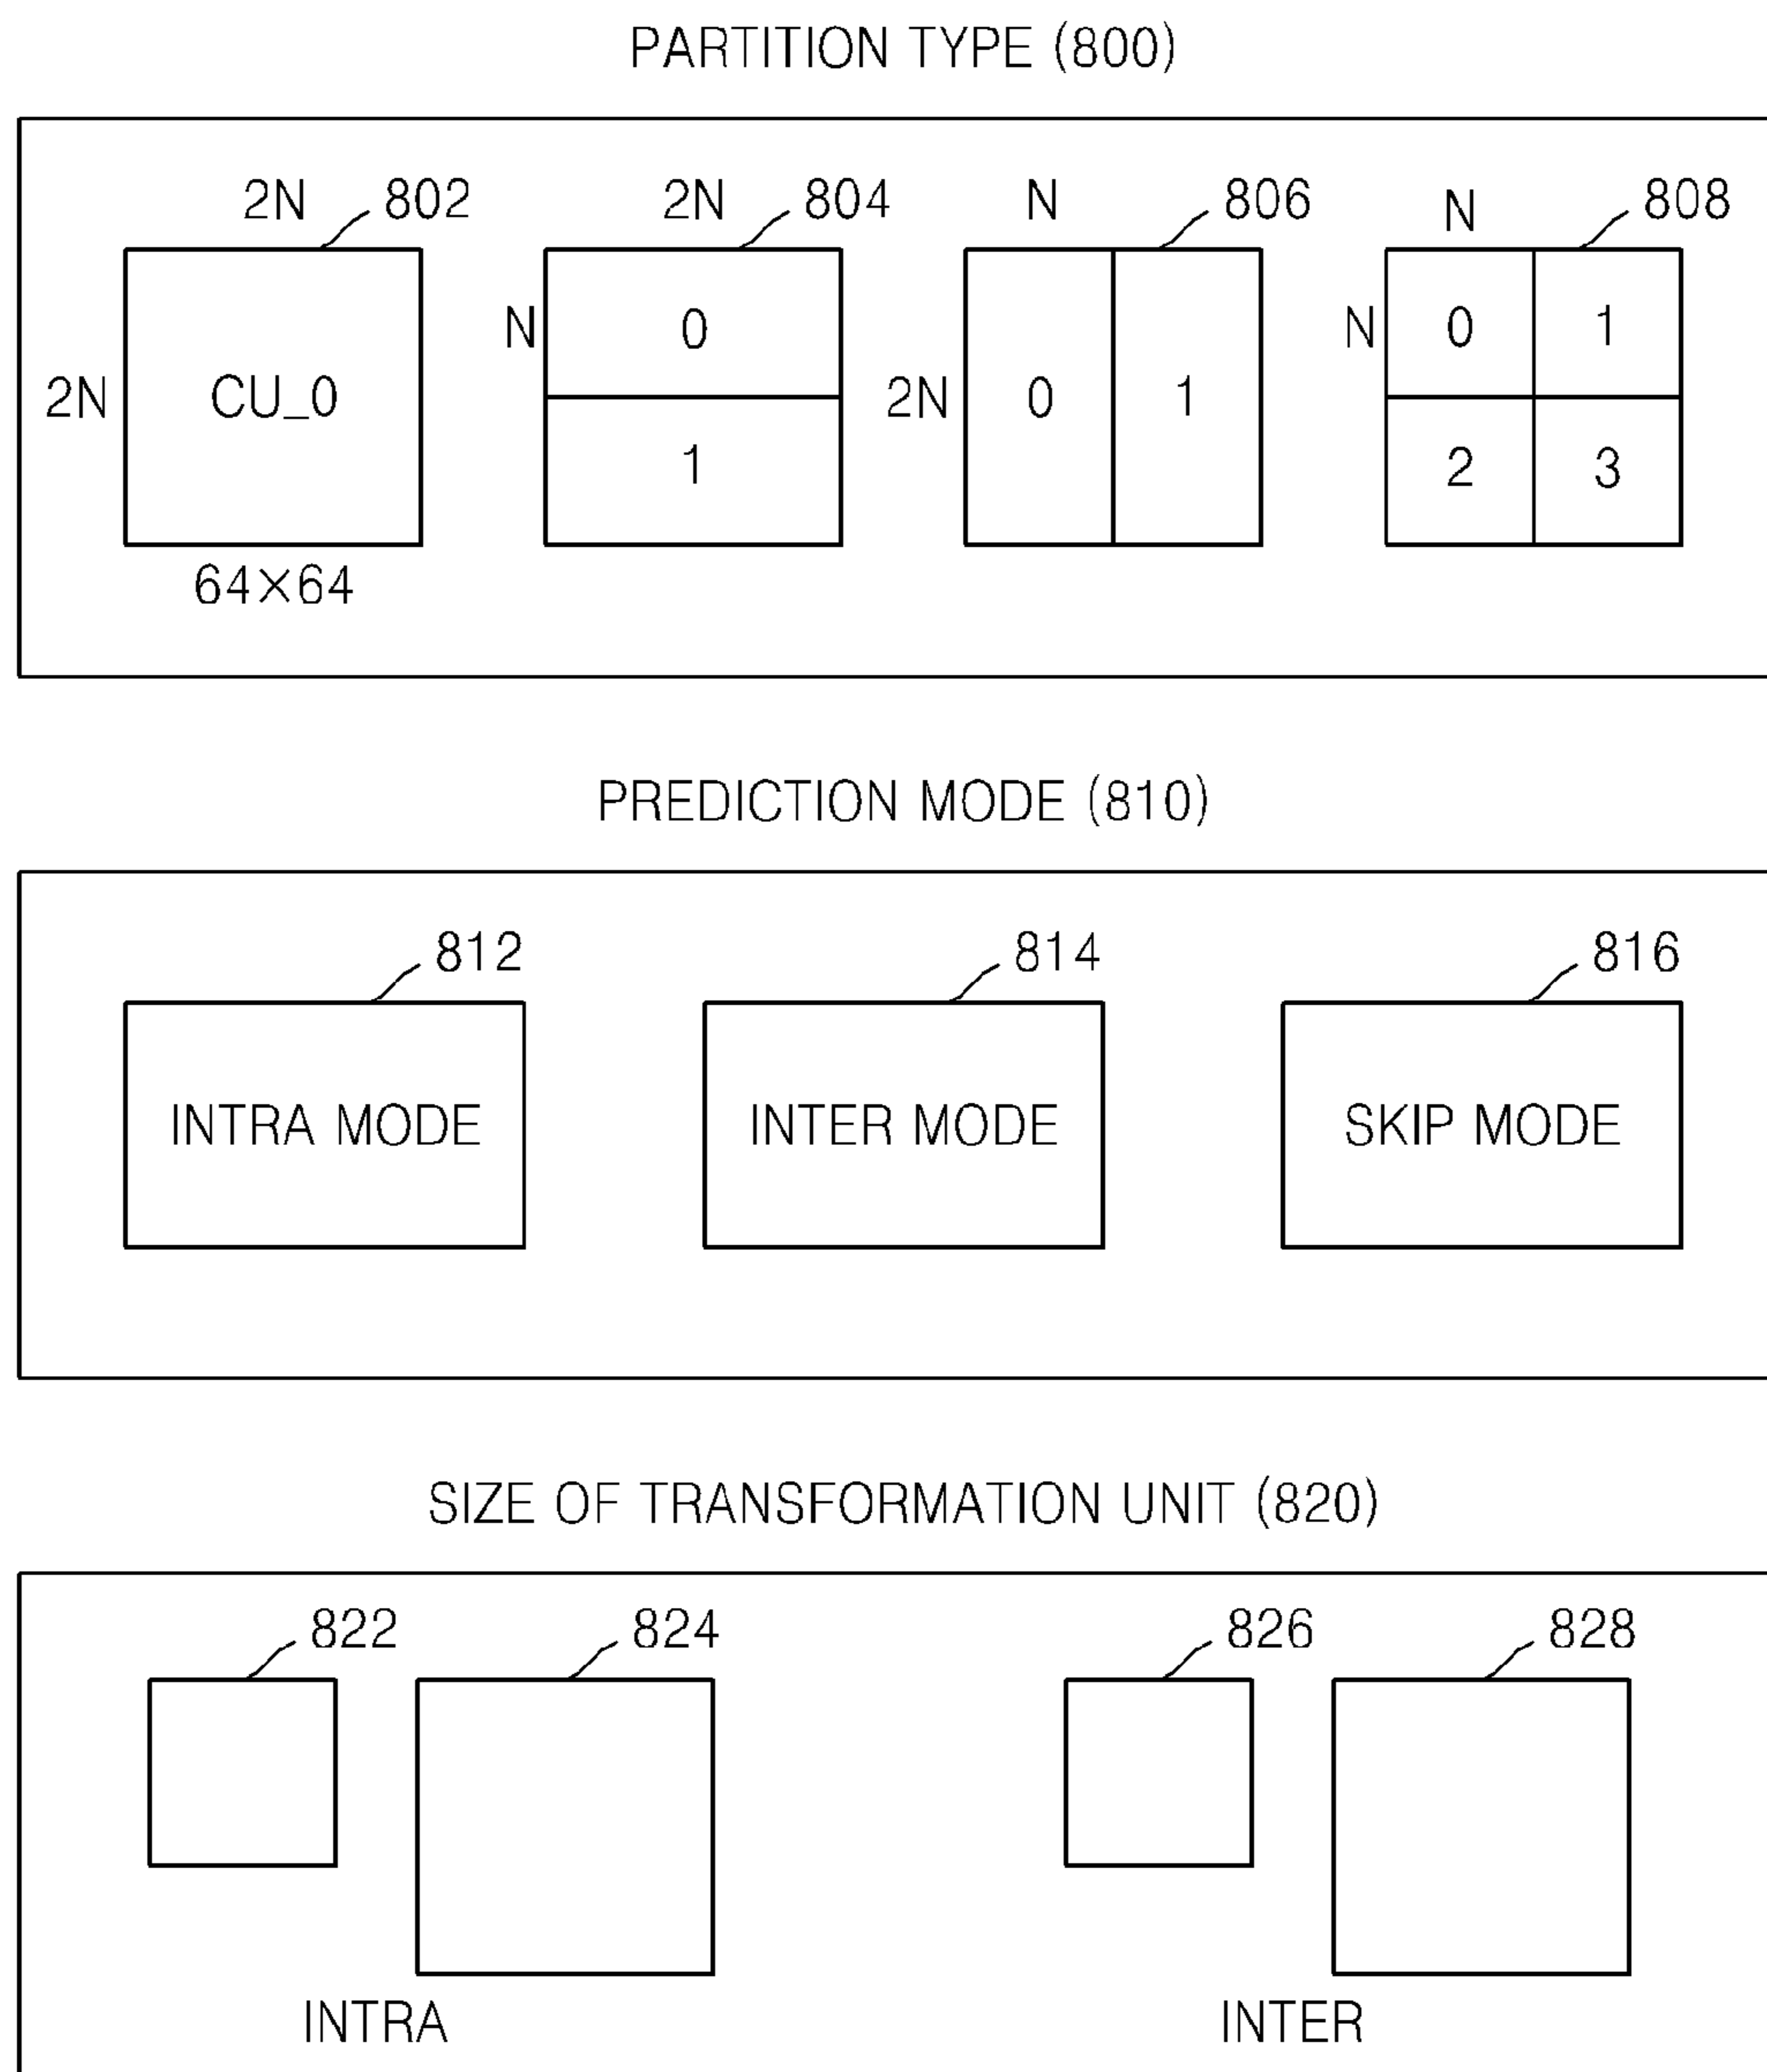 PARTITION TYPE (800)
2N 802 2N 804 N 806 N 808
N 0 N 0 1
2N CU_0 2N 0 1
1 2 3
64×64
PREDICTION MODE (810)
812 814 816
INTRA MODE INTER MODE SKIP MODE
SIZE OF TRANSFORMATION UNIT (820)
822 824 826 828
INTRA INTER